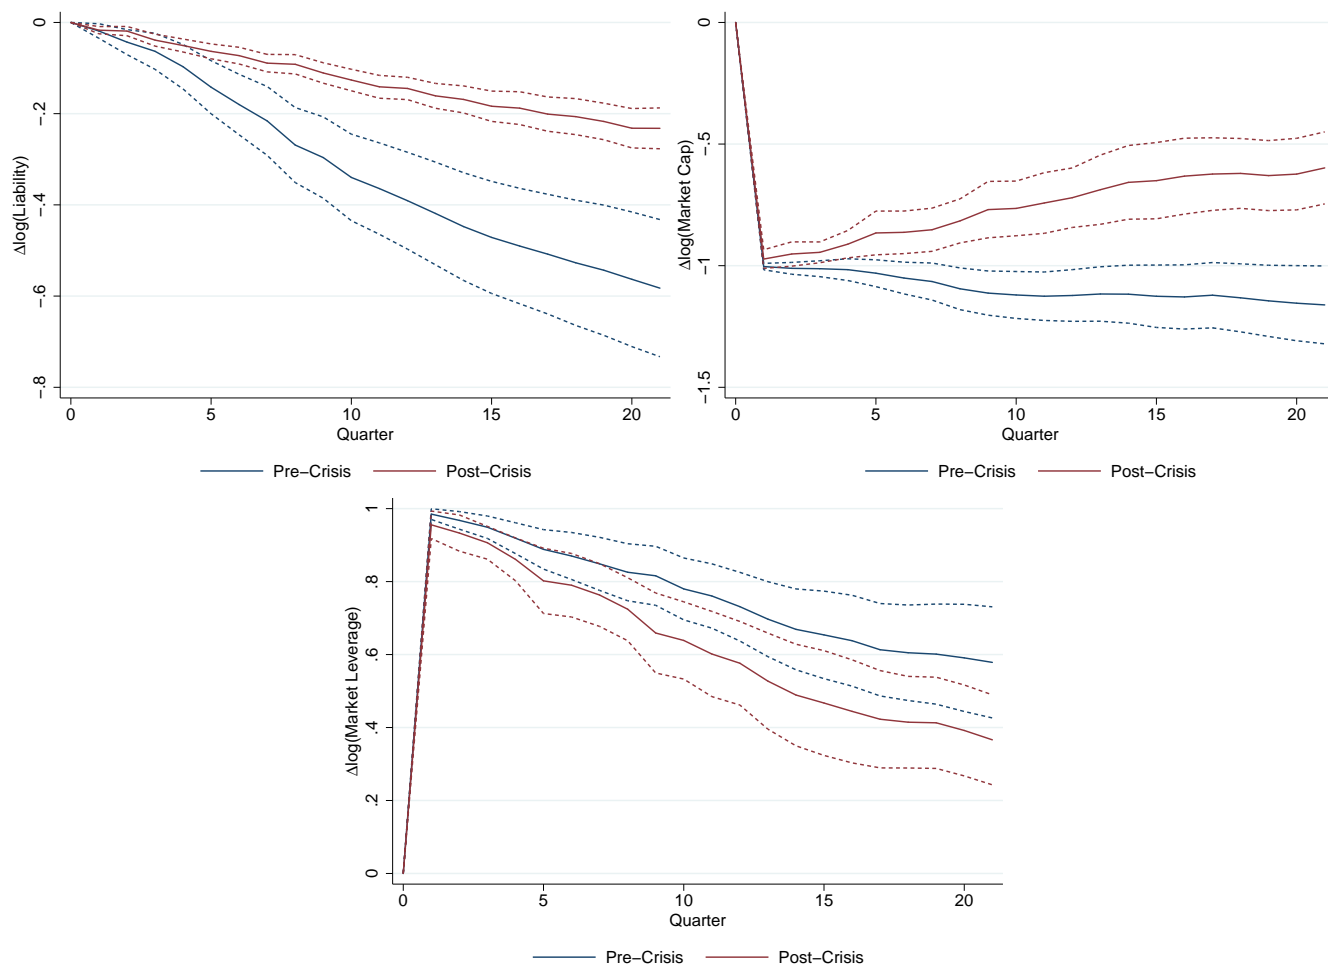 0
-.2
-.4
-.6
-.8
Δlog(Liability)
0 5 10 15 20
Quarter
Pre-Crisis Post-Crisis
0
-.5
-1
-1.5
Δlog(Market Cap)
0 5 10 15 20
Quarter
Pre-Crisis Post-Crisis
1
.8
.6
.4
.2
0
Δlog(Market Leverage)
0 5 10 15 20
Quarter
Pre-Crisis Post-Crisis